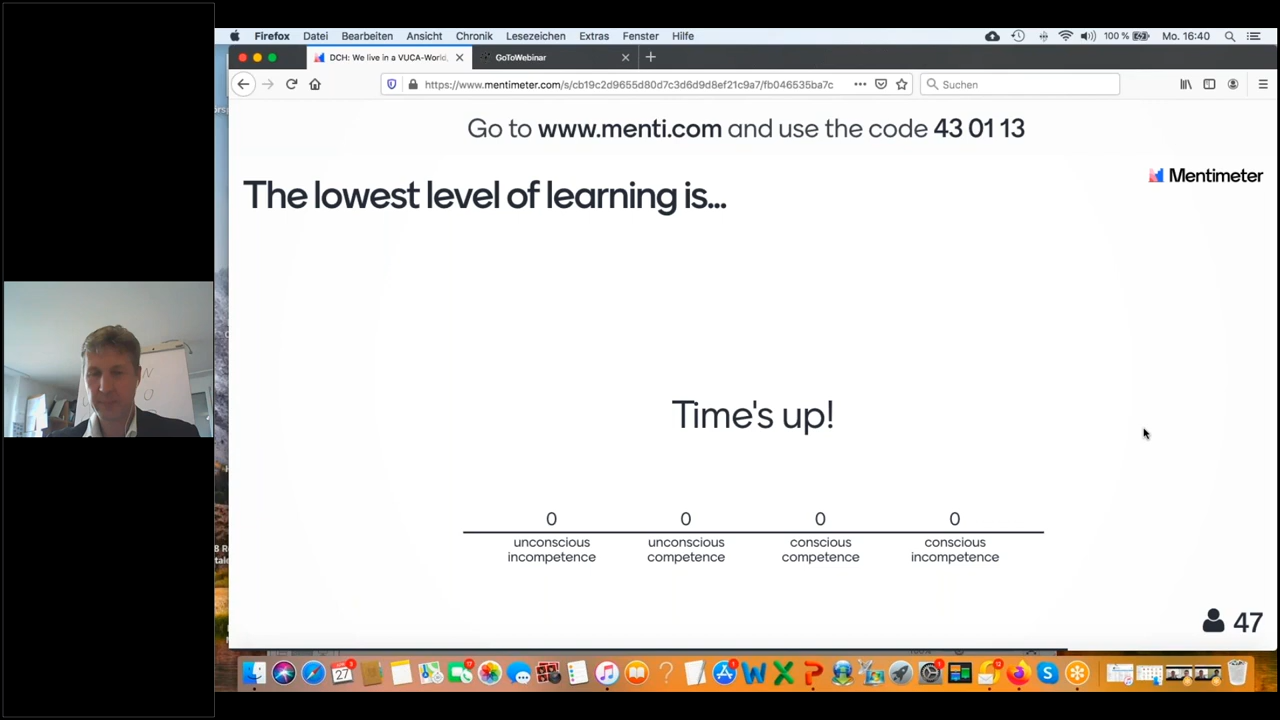 Firefox Datei Bearbeiten Ansicht Chronik Lesezeichen Extras Fenster Hilfe 100 % Mo. 16:40
DCH: We live in a VUCA-World, GoToWebinar
https://www.mentimeter.com/s/cb19c2d9655d80d7c3d6d9d8ef21c9a7/fb046535ba7c Suchen
Go to www.menti.com and use the code 43 01 13
Mentimeter
The lowest level of learning is...
Time's up!
0 0 0 0
unconscious unconscious conscious conscious
incompetence competence competence incompetence
47
27